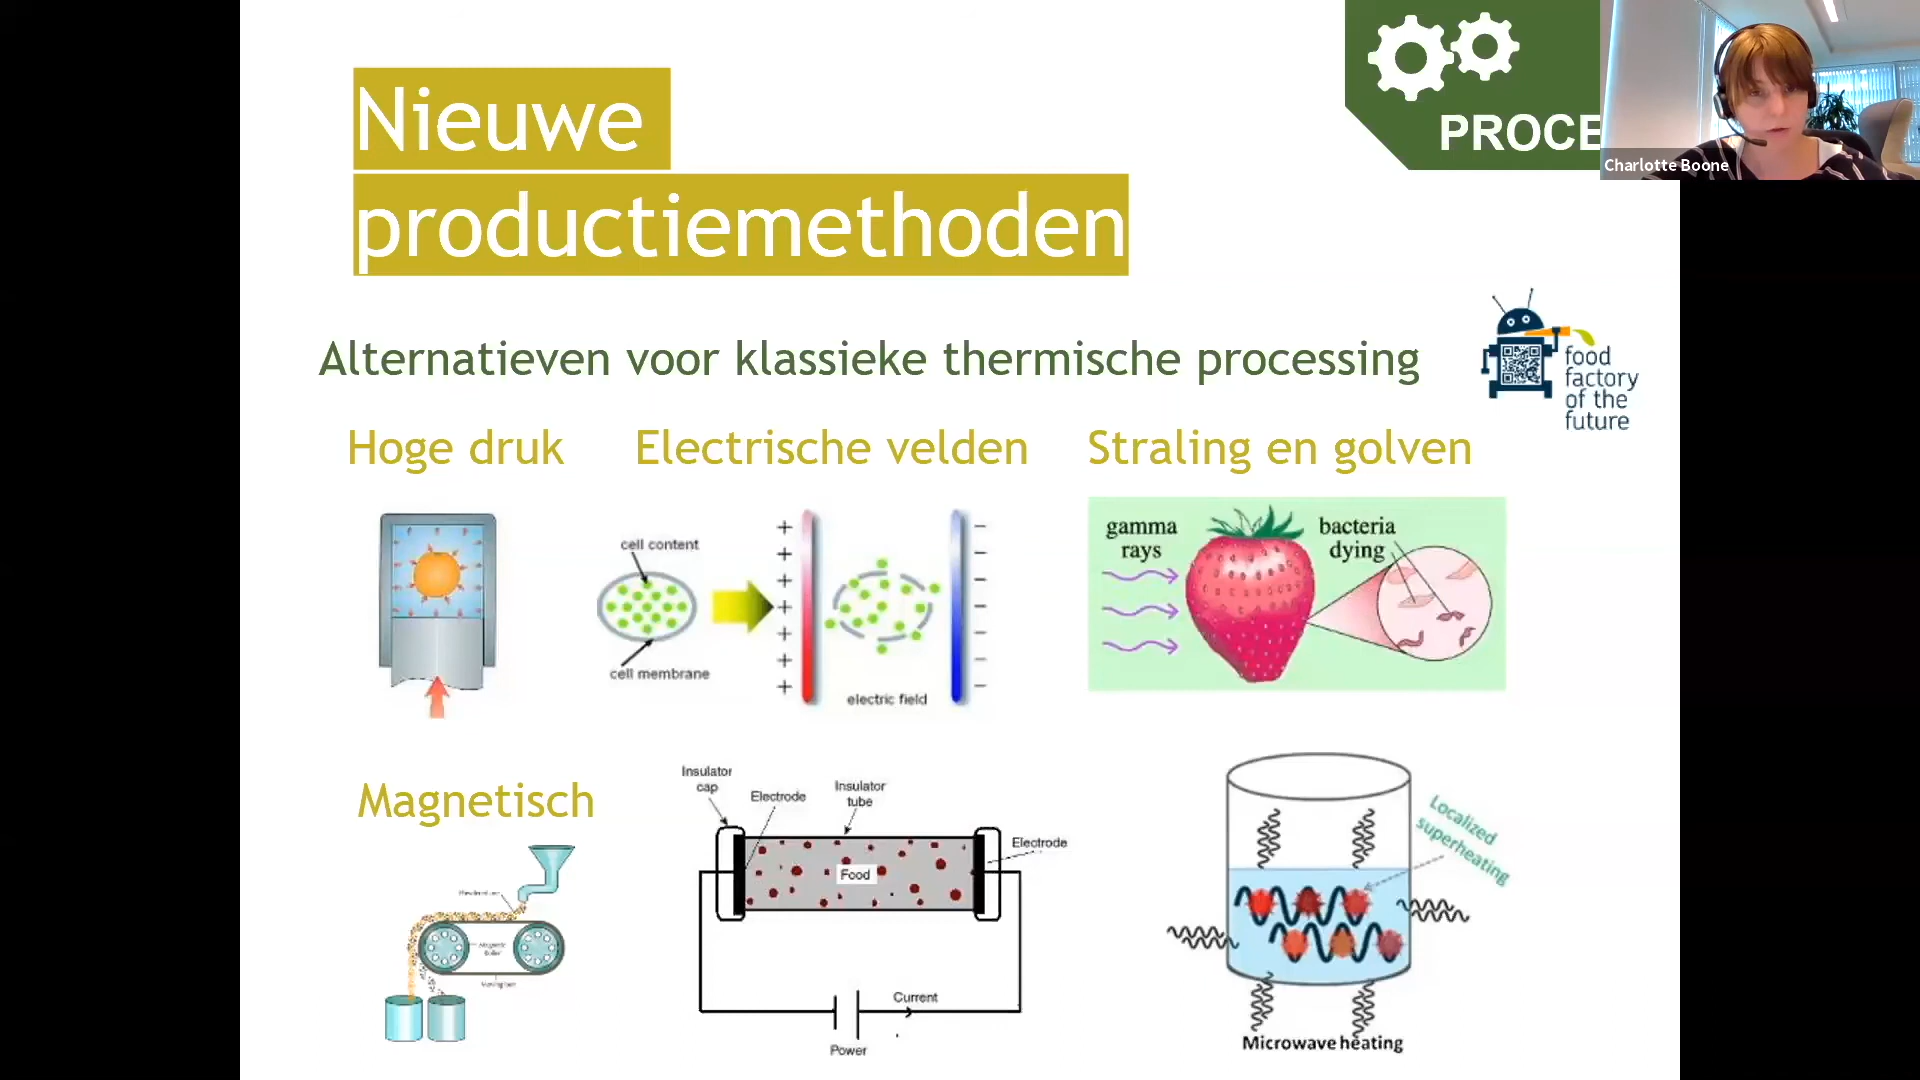 Nieuwe
productiemethoden
PROCE
Charlotte Boone
Alternatieven voor klassieke thermische processing
food
factory
of the
future
Hoge druk
Electrische velden
Straling en golven
cell content
cell membrane
electric field
gamma
rays
bacteria
dying
Magnetisch
Magnetic
Roller
Insulator
cap
Electrode
Insulator
tube
Electrode
Food
Current
Power
Localized
superheating
Microwave heating